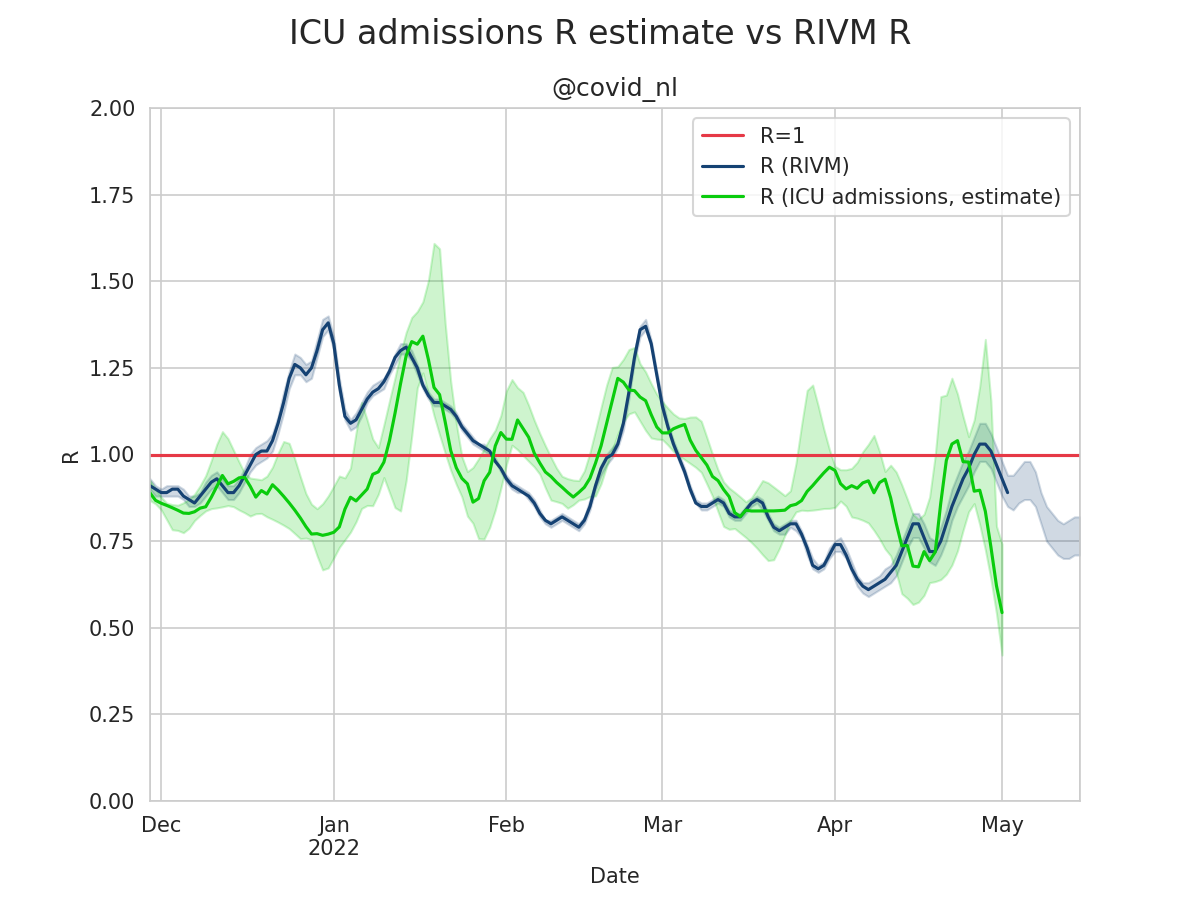 ICU admissions R estimate vs RIVM R
@covid_nl
R=1
R (RIVM)
R (ICU admissions, estimate)
2.00
1.75
1.50
1.25
1.00
0.75
0.50
0.25
0.00
R
Dec
Jan
2022
Feb
Mar
Apr
May
Date